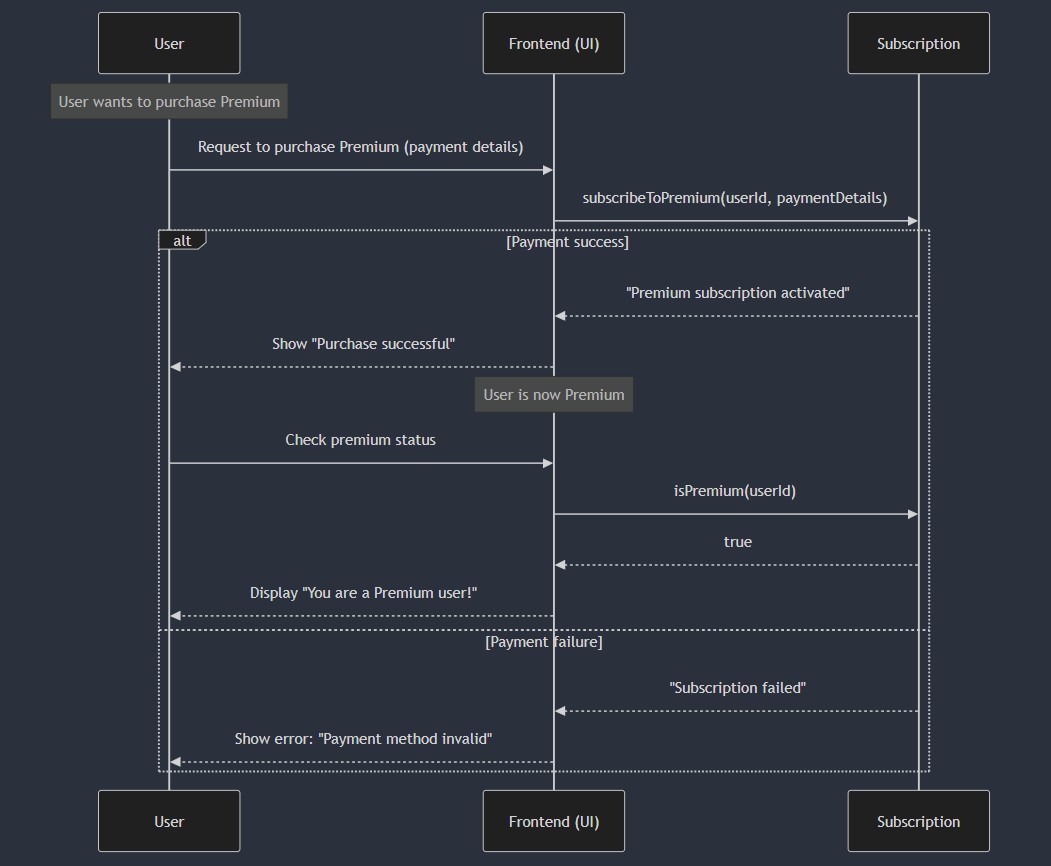 User
Frontend (UI)
Subscription
User wants to purchase Premium
Request to purchase Premium (payment details)
subscribeToPremium(userId, paymentDetails)
alt
[Payment success]
"Premium subscription activated"
Show "Purchase successful"
User is now Premium
Check premium status
isPremium(userId)
true
Display "You are a Premium user!"
[Payment failure]
"Subscription failed"
Show error: "Payment method invalid"
User
Frontend (UI)
Subscription